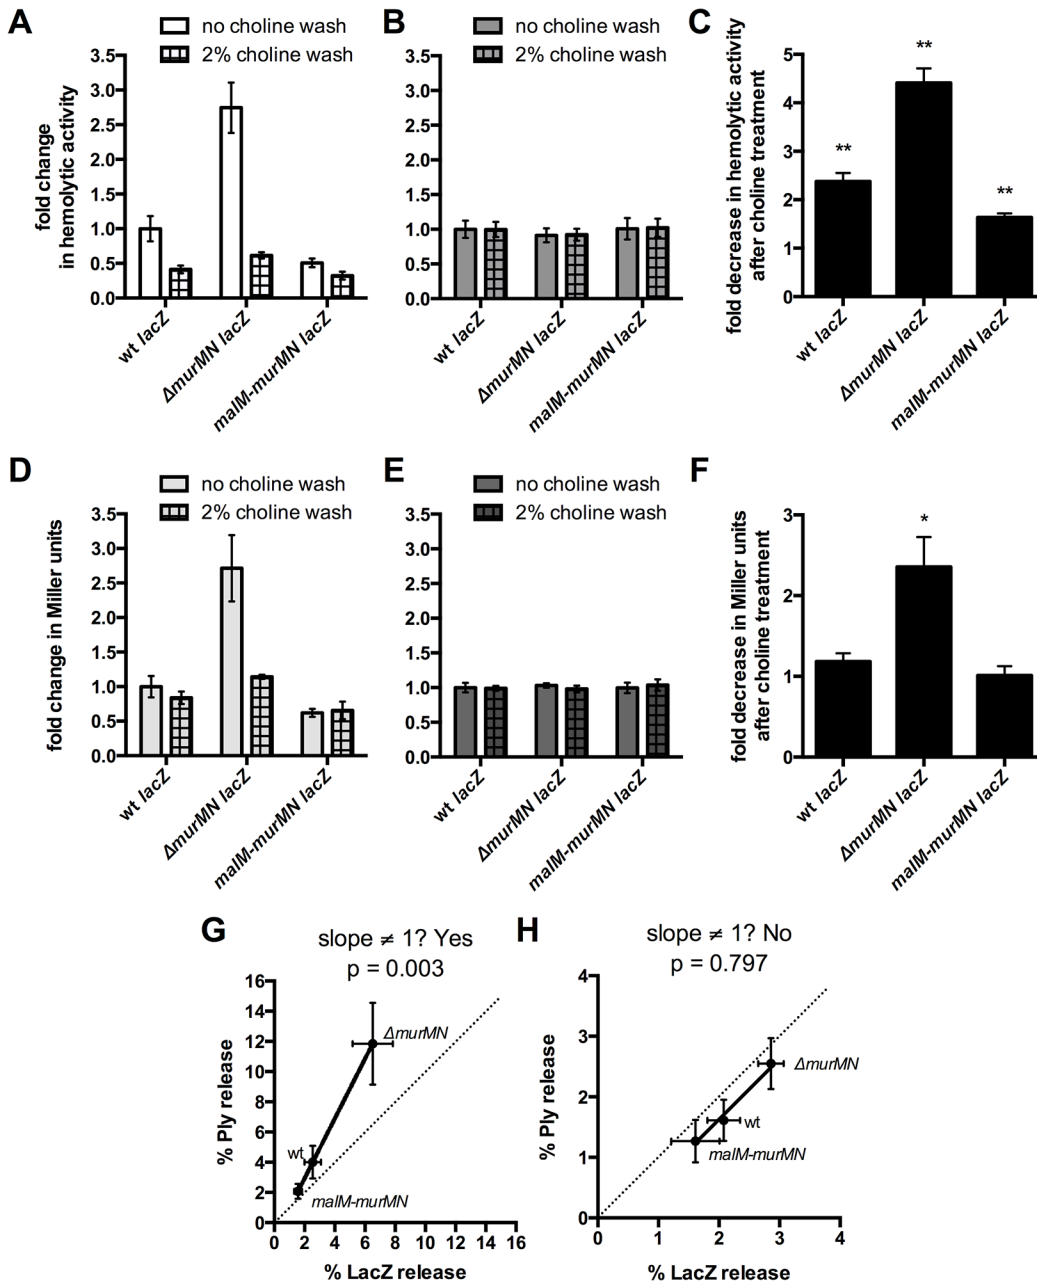 A
no choline wash
2% choline wash
fold change
in hemolytic activity
3.5
3.0
2.5
2.0
1.5
1.0
0.5
0.0
wt lacZ
ΔmurMN lacZ
malM-murMN lacZ
B
no choline wash
2% choline wash
3.5
3.0
2.5
2.0
1.5
1.0
0.5
0.0
wt lacZ
ΔmurMN lacZ
malM-murMN lacZ
C
fold decrease in hemolytic activity
after choline treatment
5
4
3
2
1
0
**
**
**
wt lacZ
ΔmurMN lacZ
malM-murMN lacZ
D
no choline wash
2% choline wash
fold change in Miller units
3.5
3.0
2.5
2.0
1.5
1.0
0.5
0.0
wt lacZ
ΔmurMN lacZ
malM-murMN lacZ
E
no choline wash
2% choline wash
3.5
3.0
2.5
2.0
1.5
1.0
0.5
0.0
wt lacZ
ΔmurMN lacZ
malM-murMN lacZ
F
fold decrease in Miller units
after choline treatment
3
2
1
0
*
wt lacZ
ΔmurMN lacZ
malM-murMN lacZ
G
slope ≠ 1? Yes
p = 0.003
% Ply release
16
14
12
10
8
6
4
2
0
ΔmurMN
wt
malM-murMN
0 2 4 6 8 10 12 14 16
% LacZ release
H
slope ≠ 1? No
p = 0.797
% Ply release
4
3
2
1
0
ΔmurMN
wt
malM-murMN
0 1 2 3 4
% LacZ release